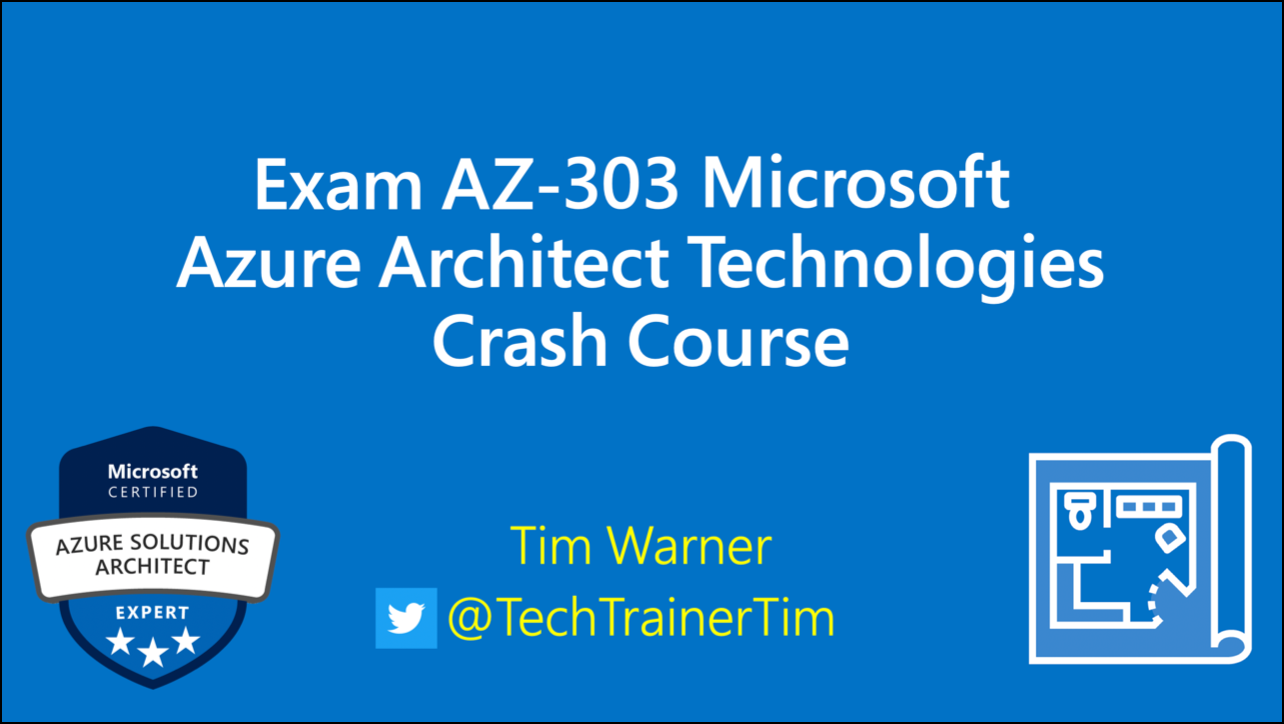 Exam AZ-303 Microsoft
Azure Architect Technologies
Crash Course
Microsoft
CERTIFIED
AZURE SOLUTIONS
ARCHITECT
EXPERT
Tim Warner
@TechTrainerTim